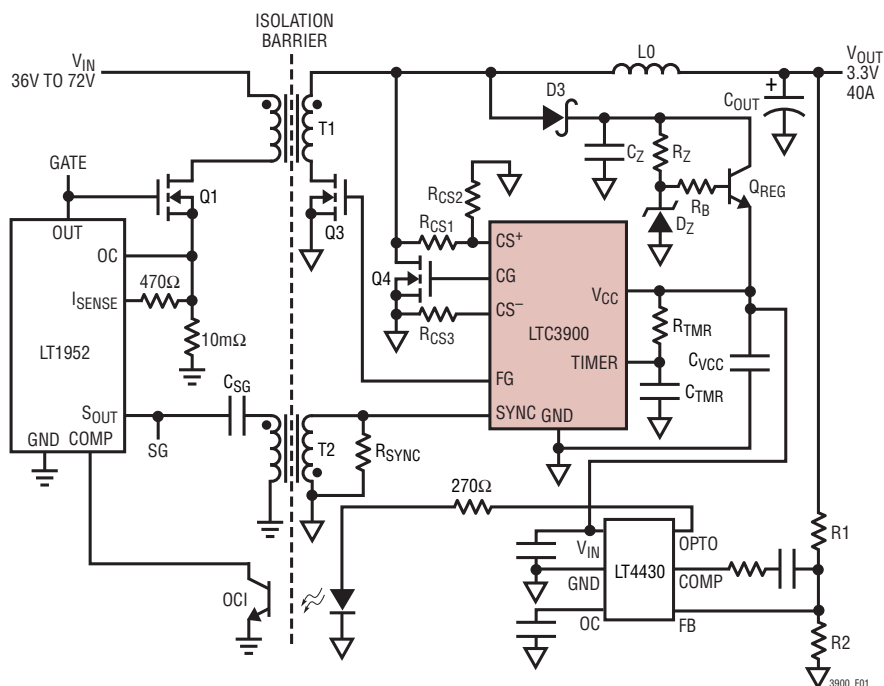 ISOLATION
BARRIER
VIN
36V TO 72V
L0
VOUT
3.3V
40A
D3
COUT
+
T1
CZ
RZ
GATE
Q1
RCS2
QREG
RB
DZ
Q3
OUT
RCS1
CS+
OC
Q4
CG
VCC
ISENSE
470Ω
CS−
RTMR
LTC3900
LT1952
10mΩ
RCS3
TIMER
CVCC
CSG
FG
CTMR
SOUT
SYNC
GND
GND
COMP
SG
T2
RSYNC
270Ω
R1
VIN
OPTO
GND
LT4430
COMP
OCI
OC
FB
R2
3900 F01